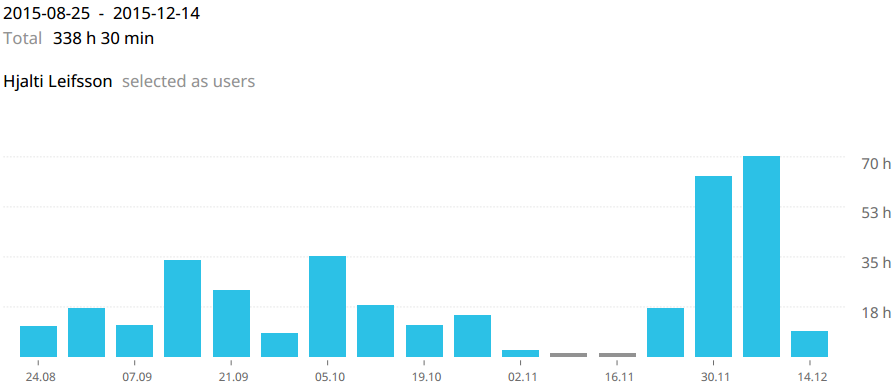 2015-08-25 - 2015-12-14
Total 338 h 30 min
Hjalti Leifsson selected as users
70 h
53 h
35 h
18 h
24.08 07.09 21.09 05.10 19.10 02.11 16.11 30.11 14.12